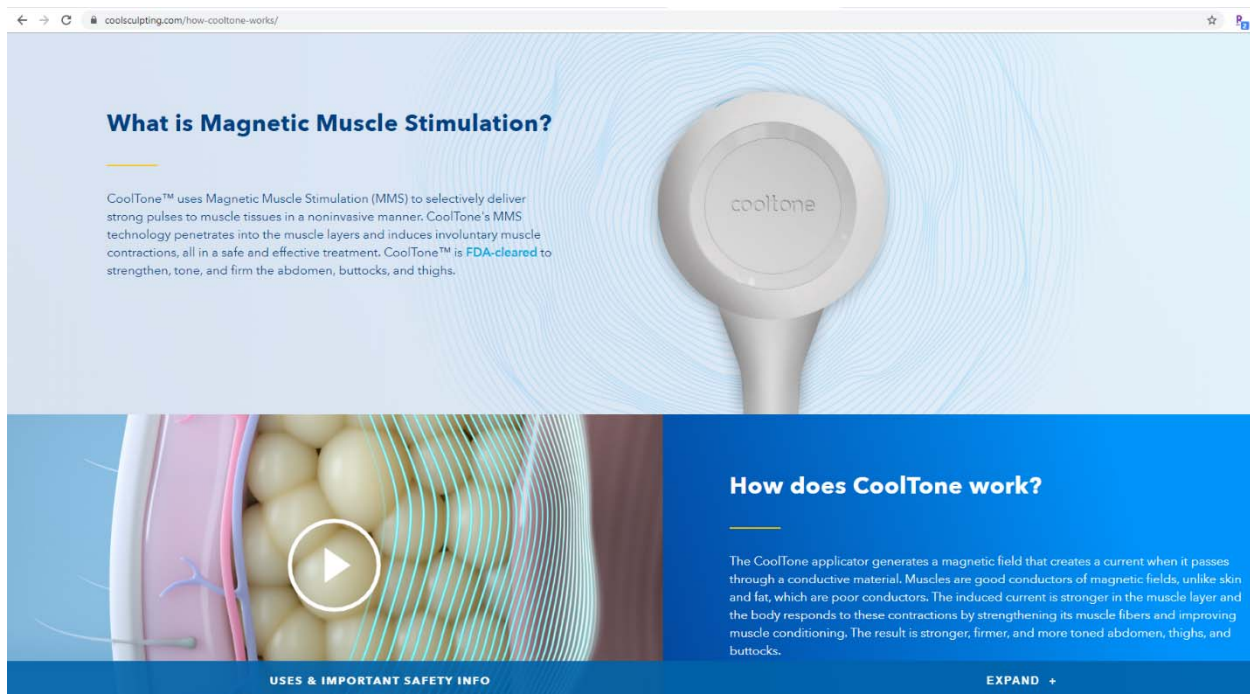 coolsculpting.com/how-cooltone-works/
What is Magnetic Muscle Stimulation?
CoolTone™ uses Magnetic Muscle Stimulation (MMS) to selectively deliver
strong pulses to muscle tissues in a noninvasive manner. CoolTone's MMS
technology penetrates into the muscle layers and induces involuntary muscle
contractions, all in a safe and effective treatment. CoolTone™ is FDA-cleared to
strengthen, tone, and firm the abdomen, buttocks, and thighs.
cooltone
How does CoolTone work?
The CoolTone applicator generates a magnetic field that creates a current when it passes
through a conductive material. Muscles are good conductors of magnetic fields, unlike skin
and fat, which are poor conductors. The induced current is stronger in the muscle layer and
the body responds to these contractions by strengthening its muscle fibers and improving
muscle conditioning. The result is stronger, firmer, and more toned abdomen, thighs, and
buttocks.
USES & IMPORTANT SAFETY INFO
EXPAND +